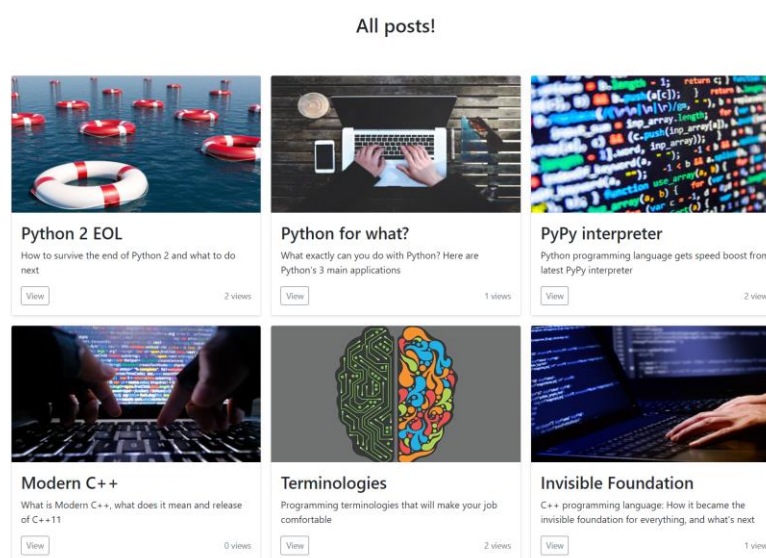 All posts!
Python 2 EOL
How to survive the end of Python 2 and what to do
next
View
2 views
Python for what?
What exactly can you do with Python? Here are
Python's 3 main applications
View
1 views
PyPy interpreter
Python programming language gets speed boost from
latest PyPy interpreter
View
2 view
Modern C++
What is Modern C++, what does it mean and release
of C++11
View
0 views
Terminologies
Programming terminologies that will make your job
comfortable
View
2 views
Invisible Foundation
C++ programming language: How it became the
invisible foundation for everything, and what's next
View
1 view